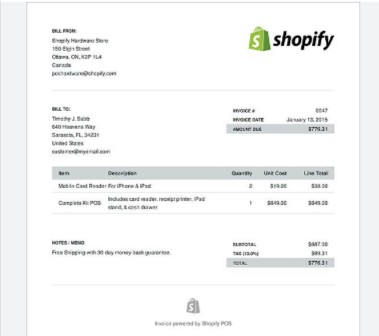 BILL FROM:
Shopify Hardware Store
150 Elgin Street
Ottawa, ON, K2P 1L4
Canada
poshardware@shopify.com
shopify
BILL TO:
Timothy J. Sabb
648 Heavens Way
Sarasota, FL, 34231
United States
customer@myemail.com
INVOICE # 0247
INVOICE DATE January 13, 2015
AMOUNT DUE $776.31
Item Description Quantity Unit Cost Line Total
Mobile Card Reader For iPhone & iPad 2 $19.00 $38.00
Complete Kit POS Includes card reader, receipt printer, iPad
stand, & cash drawer 1 $649.00 $649.00
NOTES / MEMO
Free Shipping with 30 day money back guarantee.
SUBTOTAL $687.00
TAX (13.0%) $89.31
TOTAL $776.31
Invoice powered by Shopify POS